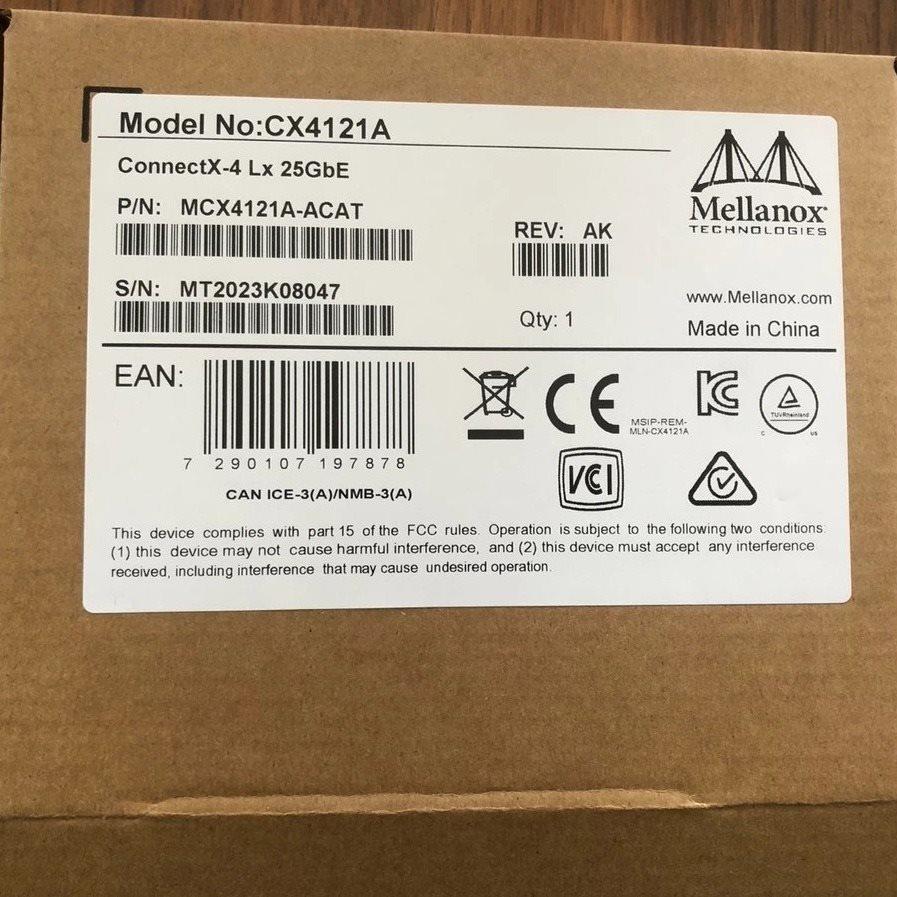 Model No:CX4121A
ConnectX-4 Lx 25GbE
P/N: MCX4121A-ACAT
S/N: MT2023K08047
REV: AK
Qty: 1
Mellanox
TECHNOLOGIES
www.Mellanox.com
Made in China
EAN:
7 290107 197878
CAN ICE-3(A)/NMB-3(A)
CE
MSIP-REM-
MLN-CX4121A
TUVRheinland
C US
VCI
This device complies with part 15 of the FCC rules. Operation is subject to the following two conditions:
(1) this device may not cause harmful interference, and (2) this device must accept any interference
received, including interference that may cause undesired operation.